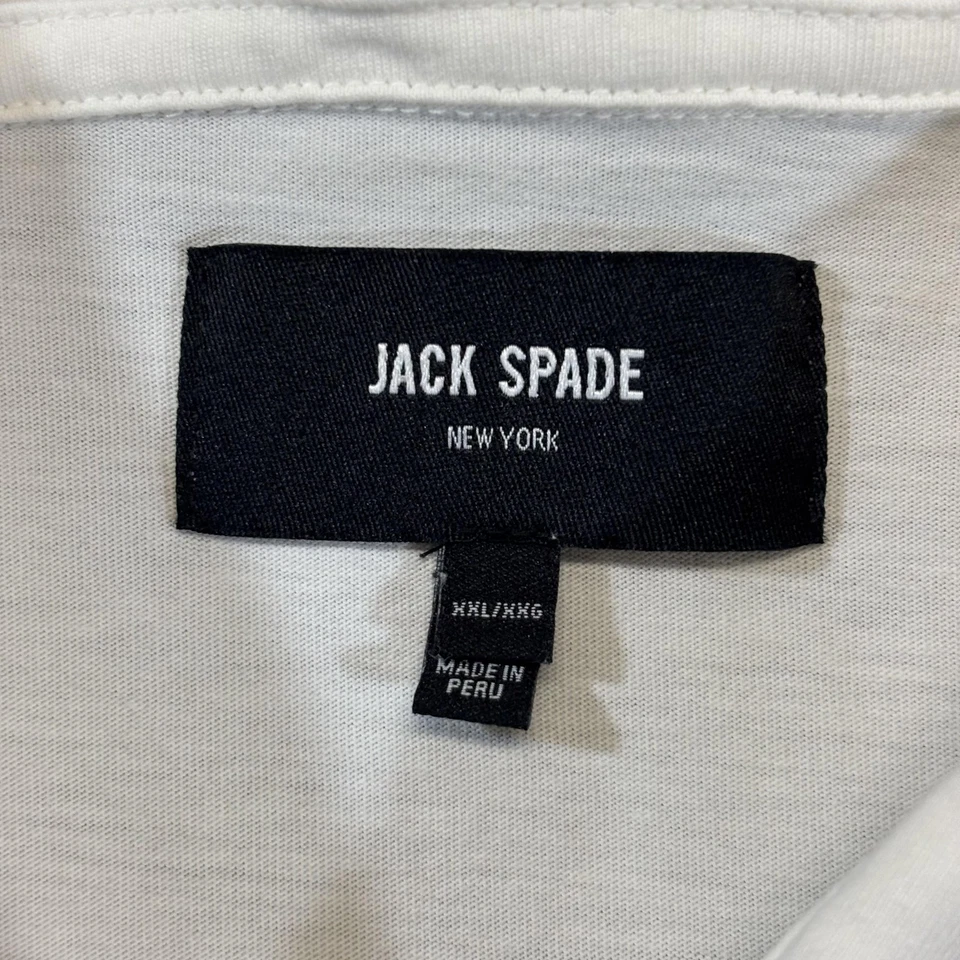 JACK SPADE
NEW YORK
XXL/XXG
MADE IN
PERU